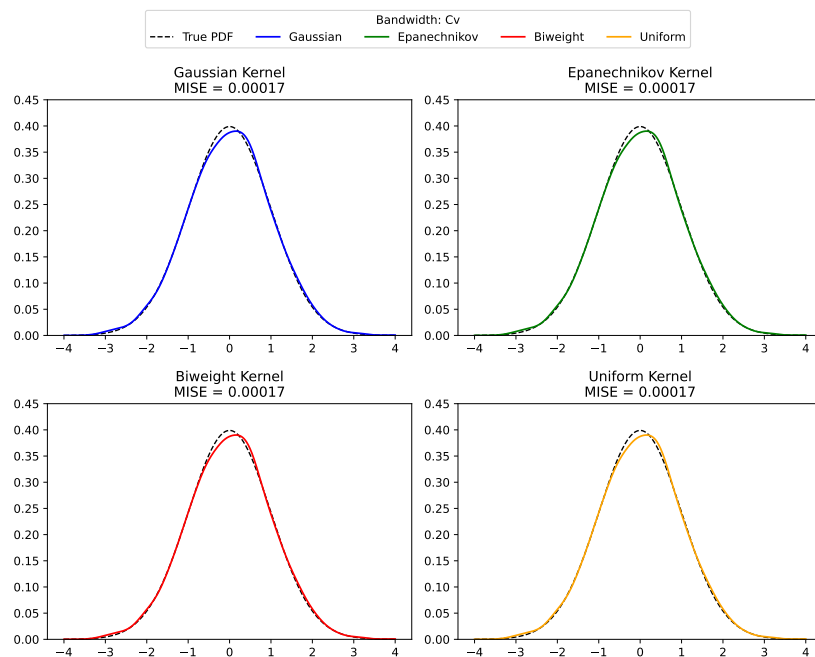 Bandwidth: Cv
True PDF Gaussian Epanechnikov Biweight Uniform
Gaussian Kernel
MISE = 0.00017
0.45
0.40
0.35
0.30
0.25
0.20
0.15
0.10
0.05
0.00
−4 −3 −2 −1 0 1 2 3 4
Epanechnikov Kernel
MISE = 0.00017
0.45
0.40
0.35
0.30
0.25
0.20
0.15
0.10
0.05
0.00
−4 −3 −2 −1 0 1 2 3 4
Biweight Kernel
MISE = 0.00017
0.45
0.40
0.35
0.30
0.25
0.20
0.15
0.10
0.05
0.00
−4 −3 −2 −1 0 1 2 3 4
Uniform Kernel
MISE = 0.00017
0.45
0.40
0.35
0.30
0.25
0.20
0.15
0.10
0.05
0.00
−4 −3 −2 −1 0 1 2 3 4